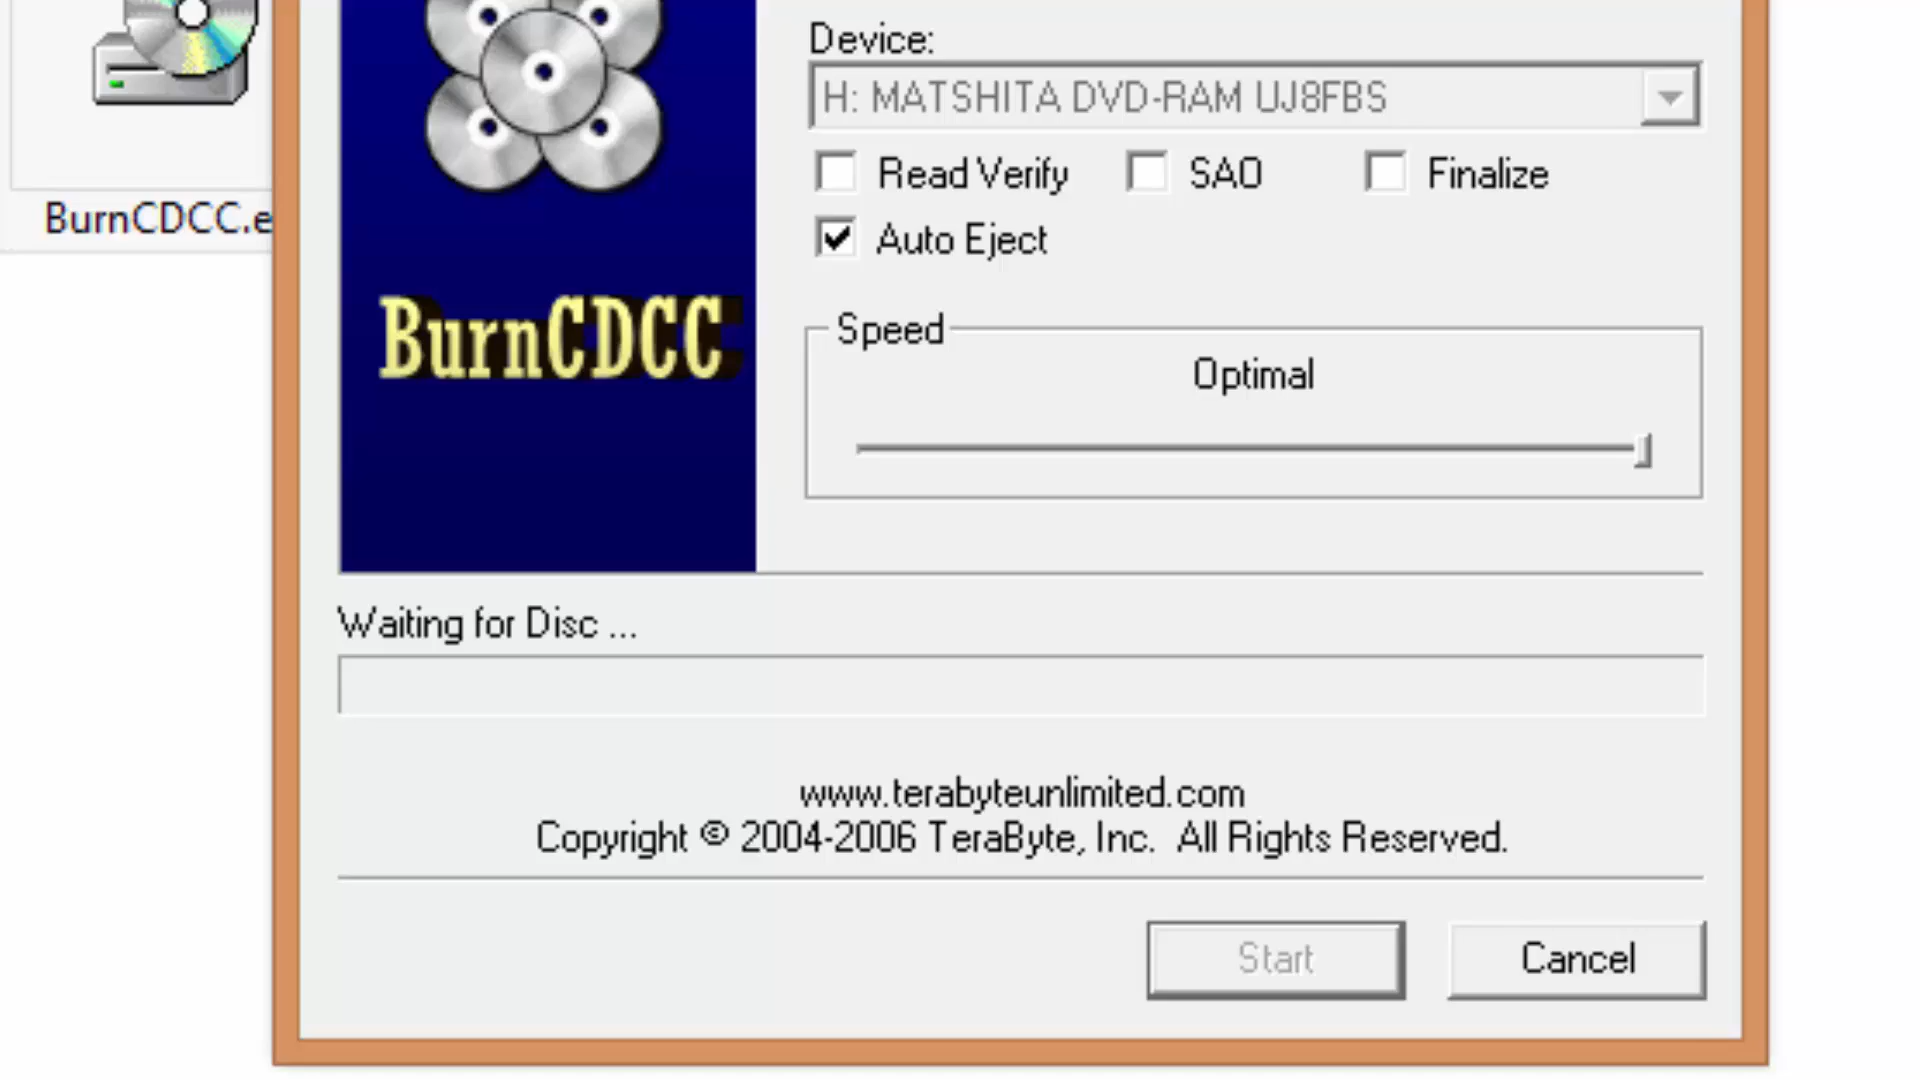 Device:
H: MATSHITA DVD-RAM UJ8FBS
Read Verify
SAO
Finalize
Auto Eject
BurnCDCC.e
BurnCDCC
Speed
Optimal
Waiting for Disc ...
www.terabyteunlimited.com
Copyright © 2004-2006 TeraByte, Inc.  All Rights Reserved.
Start
Cancel